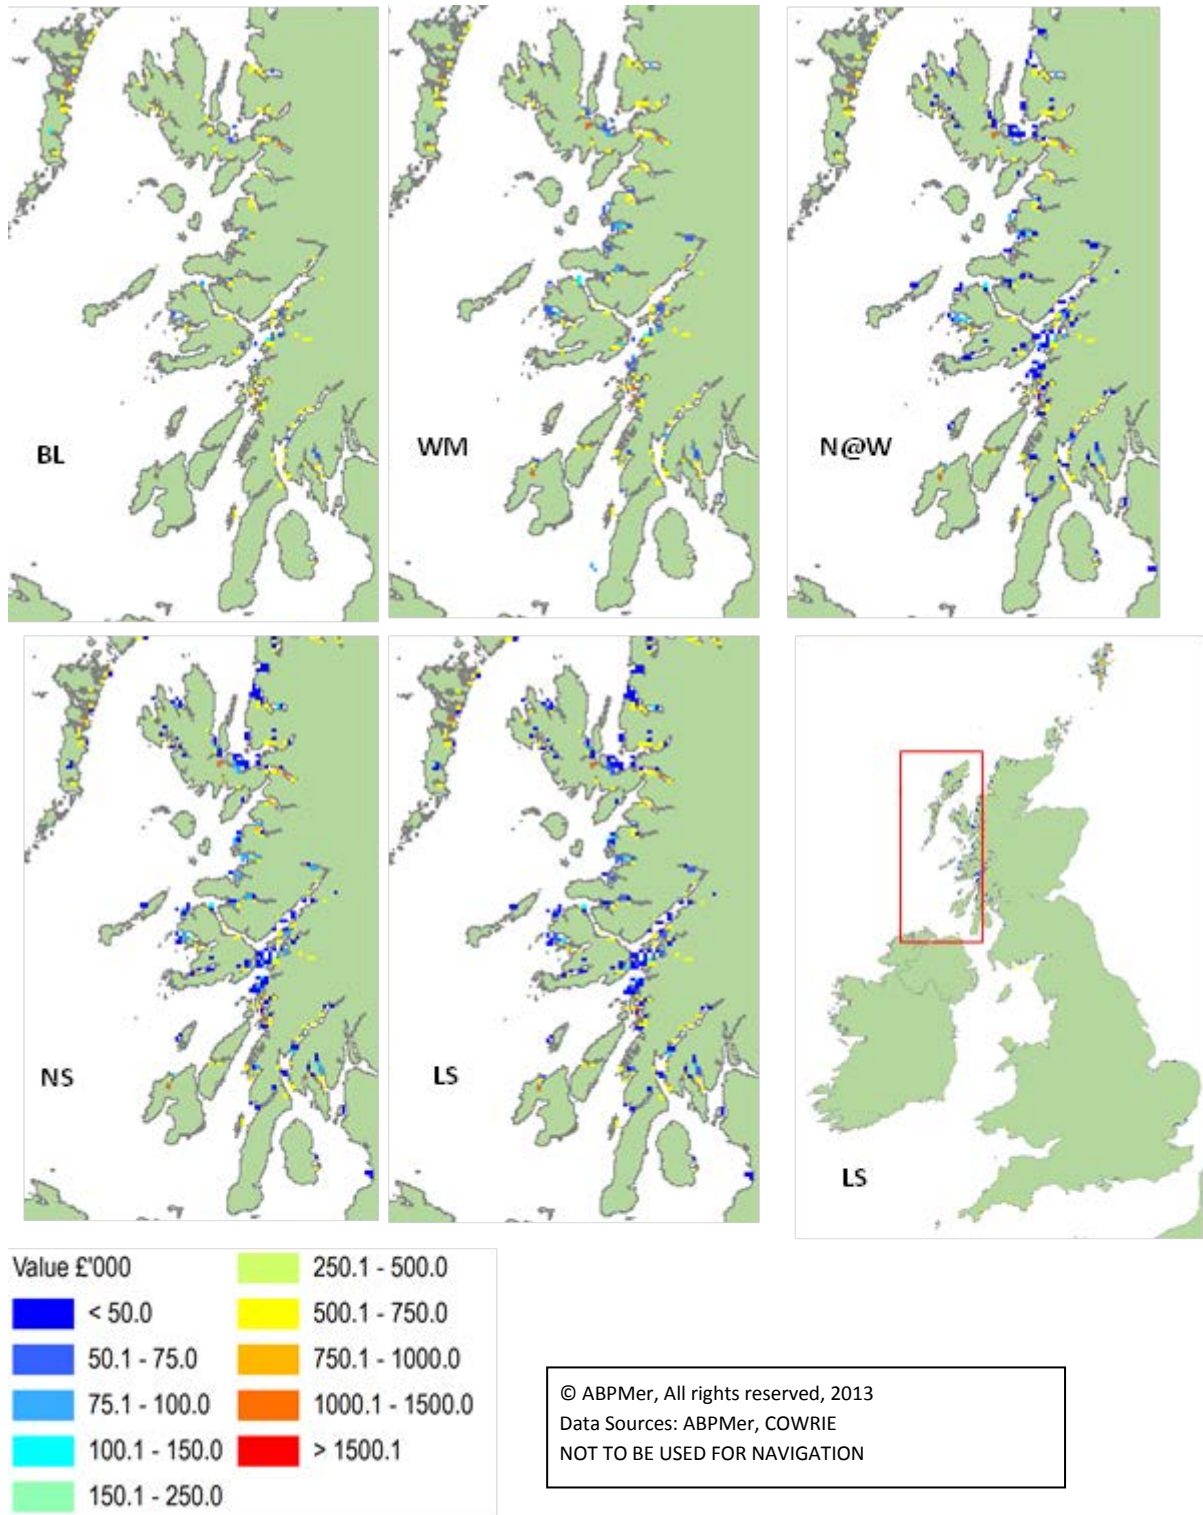 BL
WM
N@W
NS
LS
LS
Value £'000
< 50.0
50.1 - 75.0
75.1 - 100.0
100.1 - 150.0
150.1 - 250.0
250.1 - 500.0
500.1 - 750.0
750.1 - 1000.0
1000.1 - 1500.0
> 1500.1
© ABPMer, All rights reserved, 2013
Data Sources: ABPMer, COWRIE
NOT TO BE USED FOR NAVIGATION